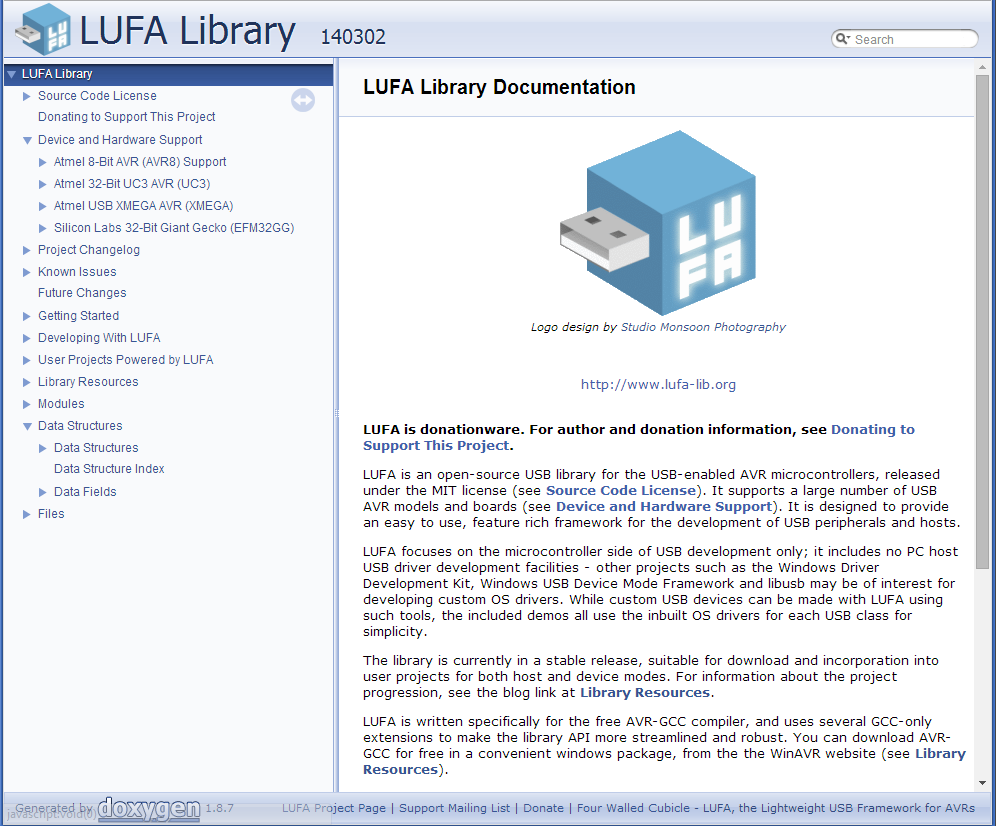 LUFA Library 140302
Search
LUFA Library
Source Code License
Donating to Support This Project
Device and Hardware Support
Atmel 8-Bit AVR (AVR8) Support
Atmel 32-Bit UC3 AVR (UC3)
Atmel USB XMEGA AVR (XMEGA)
Silicon Labs 32-Bit Giant Gecko (EFM32GG)
Project Changelog
Known Issues
Future Changes
Getting Started
Developing With LUFA
User Projects Powered by LUFA
Library Resources
Modules
Data Structures
Data Structures
Data Structure Index
Data Fields
Files
LUFA Library Documentation
LU
FA
Logo design by Studio Monsoon Photography
http://www.lufa-lib.org
LUFA is donationware. For author and donation information, see Donating to
Support This Project.
LUFA is an open-source USB library for the USB-enabled AVR microcontrollers, released
under the MIT license (see Source Code License). It supports a large number of USB
AVR models and boards (see Device and Hardware Support). It is designed to provide
an easy to use, feature rich framework for the development of USB peripherals and hosts.
LUFA focuses on the microcontroller side of USB development only; it includes no PC host
USB driver development facilities - other projects such as the Windows Driver
Development Kit, Windows USB Device Mode Framework and libusb may be of interest for
developing custom OS drivers. While custom USB devices can be made with LUFA using
such tools, the included demos all use the inbuilt OS drivers for each USB class for
simplicity.
The library is currently in a stable release, suitable for download and incorporation into
user projects for both host and device modes. For information about the project
progression, see the blog link at Library Resources.
LUFA is written specifically for the free AVR-GCC compiler, and uses several GCC-only
extensions to make the library API more streamlined and robust. You can download AVR-
GCC for free in a convenient windows package, from the the WinAVR website (see Library
Resources).
Generated by doxygen 1.8.7
LUFA Project Page | Support Mailing List | Donate | Four Walled Cubicle - LUFA, the Lightweight USB Framework for AVRs
javascript:void(0)